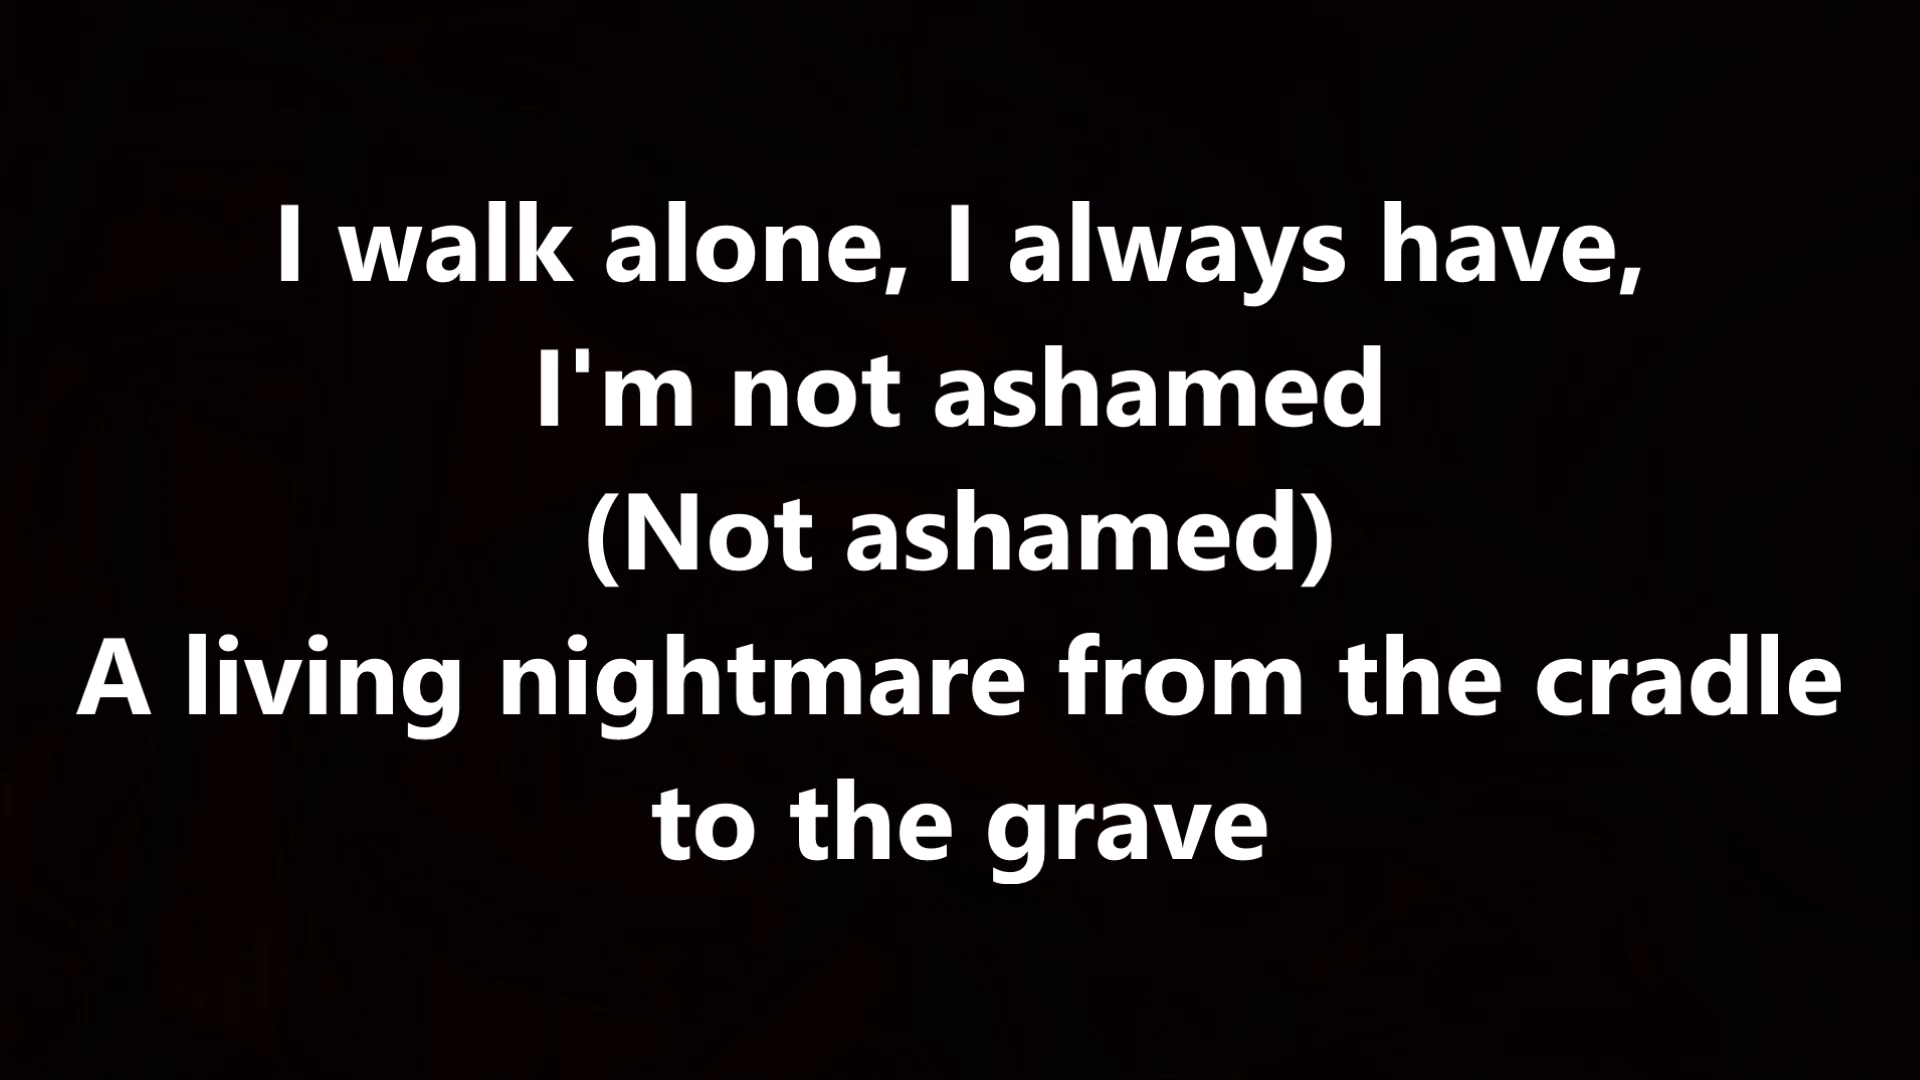 I walk alone, I always have,
I'm not ashamed
(Not ashamed)
A living nightmare from the cradle
to the grave